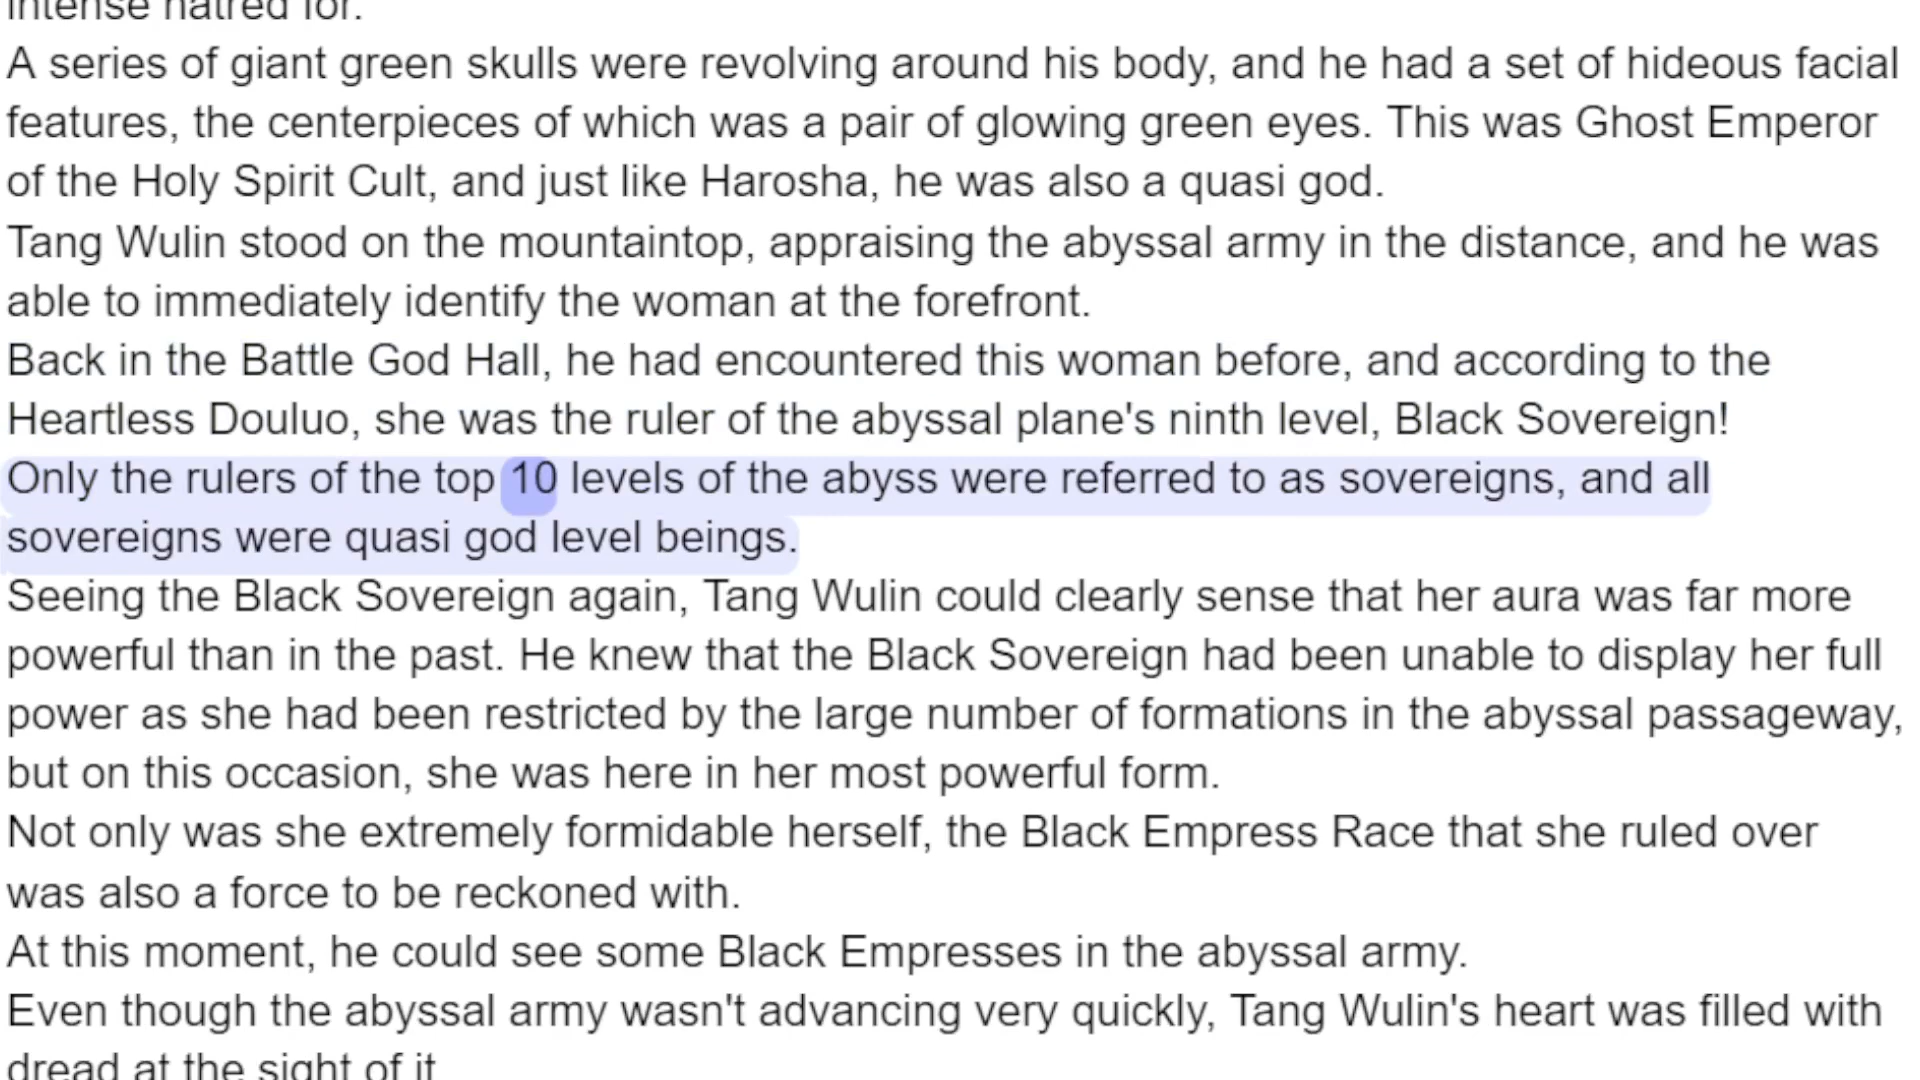 intense hatred for.
A series of giant green skulls were revolving around his body, and he had a set of hideous facial
features, the centerpieces of which was a pair of glowing green eyes. This was Ghost Emperor
of the Holy Spirit Cult, and just like Harosha, he was also a quasi god.
Tang Wulin stood on the mountaintop, appraising the abyssal army in the distance, and he was
able to immediately identify the woman at the forefront.
Back in the Battle God Hall, he had encountered this woman before, and according to the
Heartless Douluo, she was the ruler of the abyssal plane's ninth level, Black Sovereign!
Only the rulers of the top 10 levels of the abyss were referred to as sovereigns, and all
sovereigns were quasi god level beings.
Seeing the Black Sovereign again, Tang Wulin could clearly sense that her aura was far more
powerful than in the past. He knew that the Black Sovereign had been unable to display her full
power as she had been restricted by the large number of formations in the abyssal passageway,
but on this occasion, she was here in her most powerful form.
Not only was she extremely formidable herself, the Black Empress Race that she ruled over
was also a force to be reckoned with.
At this moment, he could see some Black Empresses in the abyssal army.
Even though the abyssal army wasn't advancing very quickly, Tang Wulin's heart was filled with
dread at the sight of it